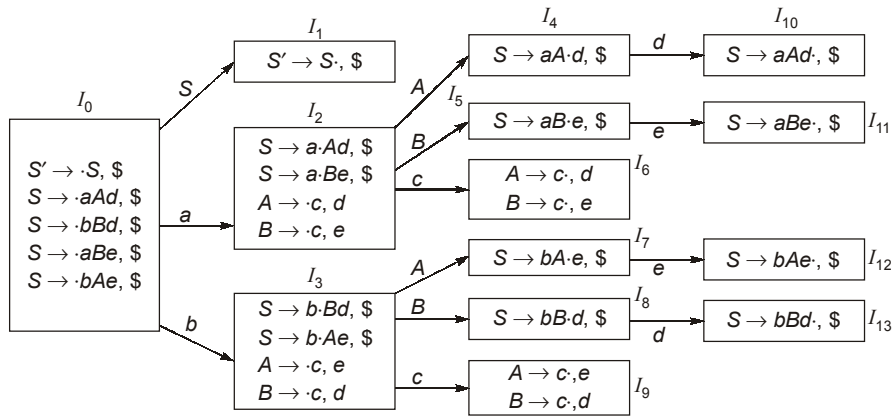 I0
S′ → ·S, $
S → ·aAd, $
S → ·bBd, $
S → ·aBe, $
S → ·bAe, $
S
a
b
I1
S′ → S·, $
I2
S → a·Ad, $
S → a·Be, $
A → ·c, d
B → ·c, e
A
B
c
I3
S → b·Bd, $
S → b·Ae, $
A → ·c, e
B → ·c, d
A
B
c
I4
S → aA·d, $
d
I5
S → aB·e, $
e
I6
A → c·, d
B → c·, e
I7
S → bA·e, $
e
I8
S → bB·d, $
d
I9
A → c·,e
B → c·,d
I10
S → aAd·, $
I11
S → aBe·, $
I12
S → bAe·, $
I13
S → bBd·, $